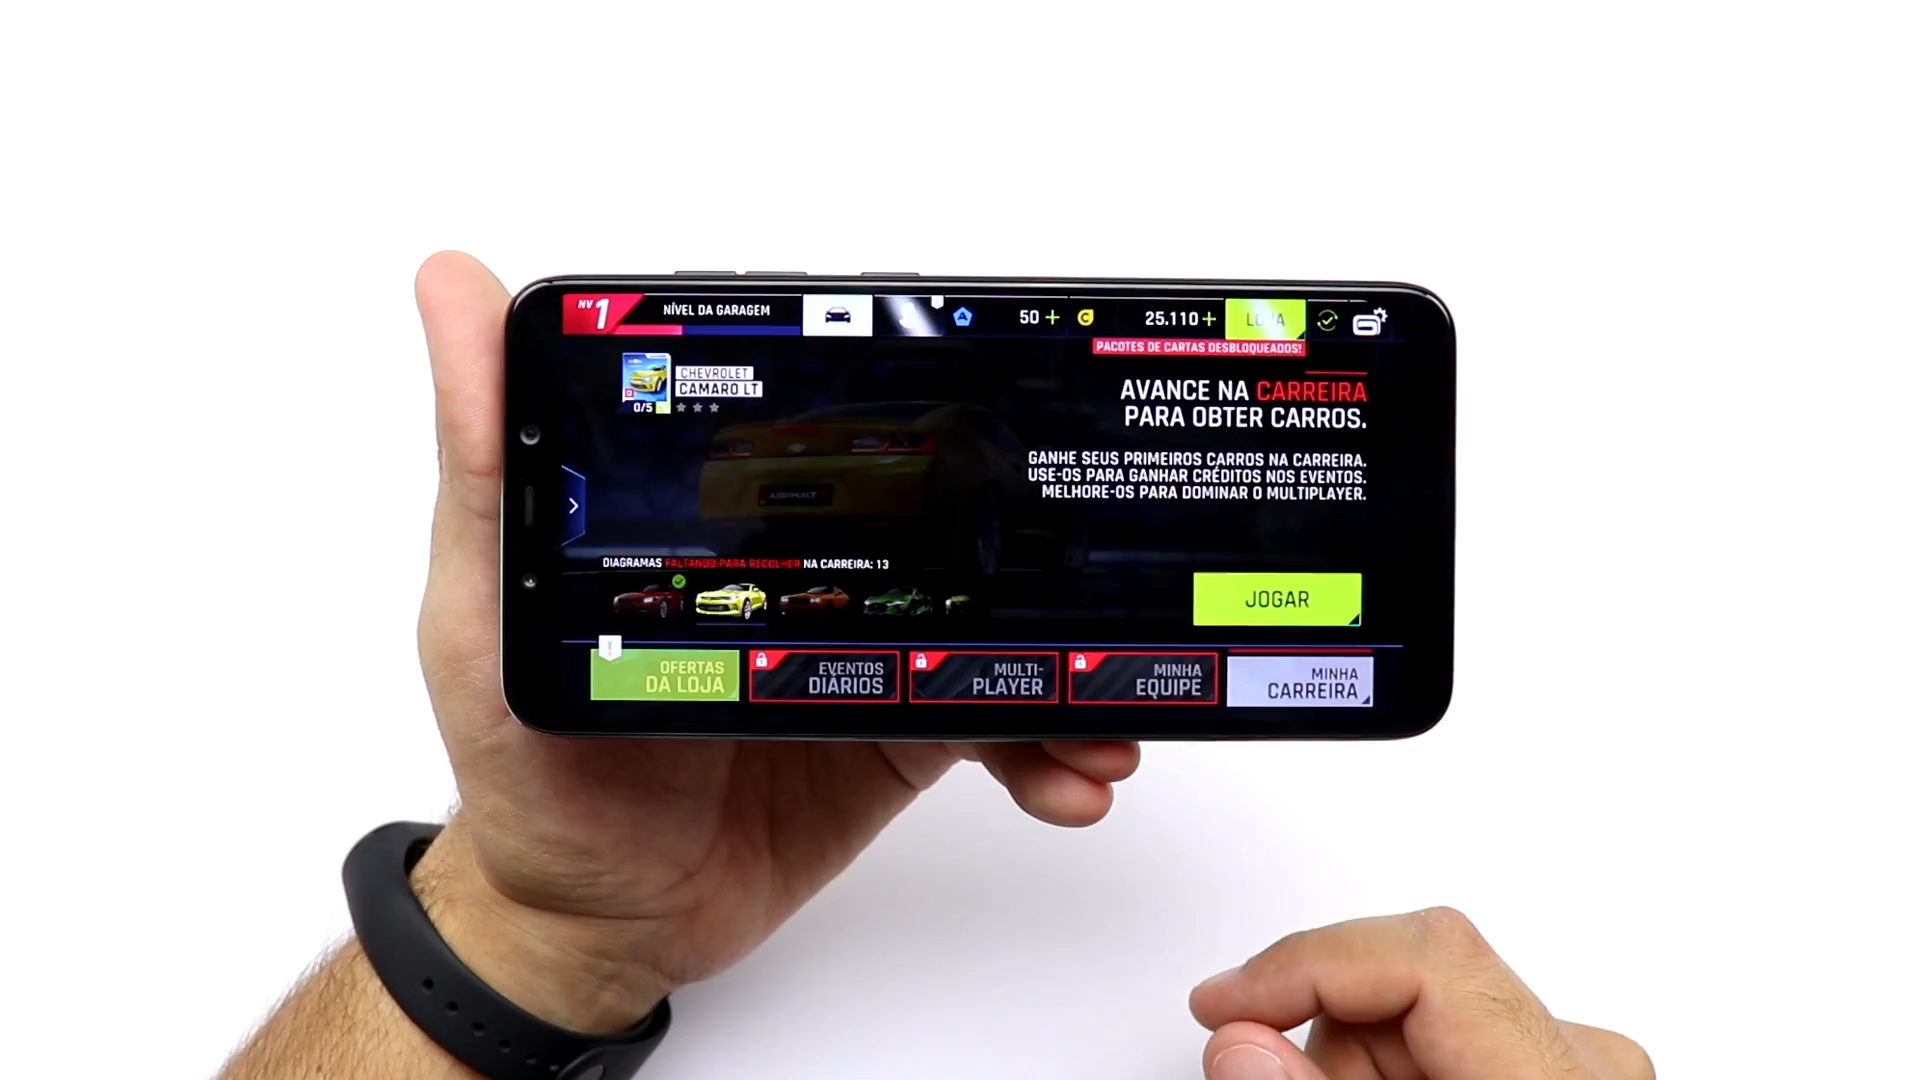 NV 1
NÍVEL DA GARAGEM
50
25.110
PACOTES DE CARTAS DESBLOQUEADOS!
CHEVROLET
CAMARO LT
0/5
AVANCE NA CARREIRA
PARA OBTER CARROS.
GANHE SEUS PRIMEIROS CARROS NA CARREIRA.
USE-OS PARA GANHAR CRÉDITOS NOS EVENTOS.
MELHORE-OS PARA DOMINAR O MULTIPLAYER.
ASPHALT
DIAGRAMAS FALTANDO PARA RECOLHER NA CARREIRA: 13
JOGAR
OFERTAS
DA LOJA
EVENTOS
DIÁRIOS
MULTI-
PLAYER
MINHA
EQUIPE
MINHA
CARREIRA